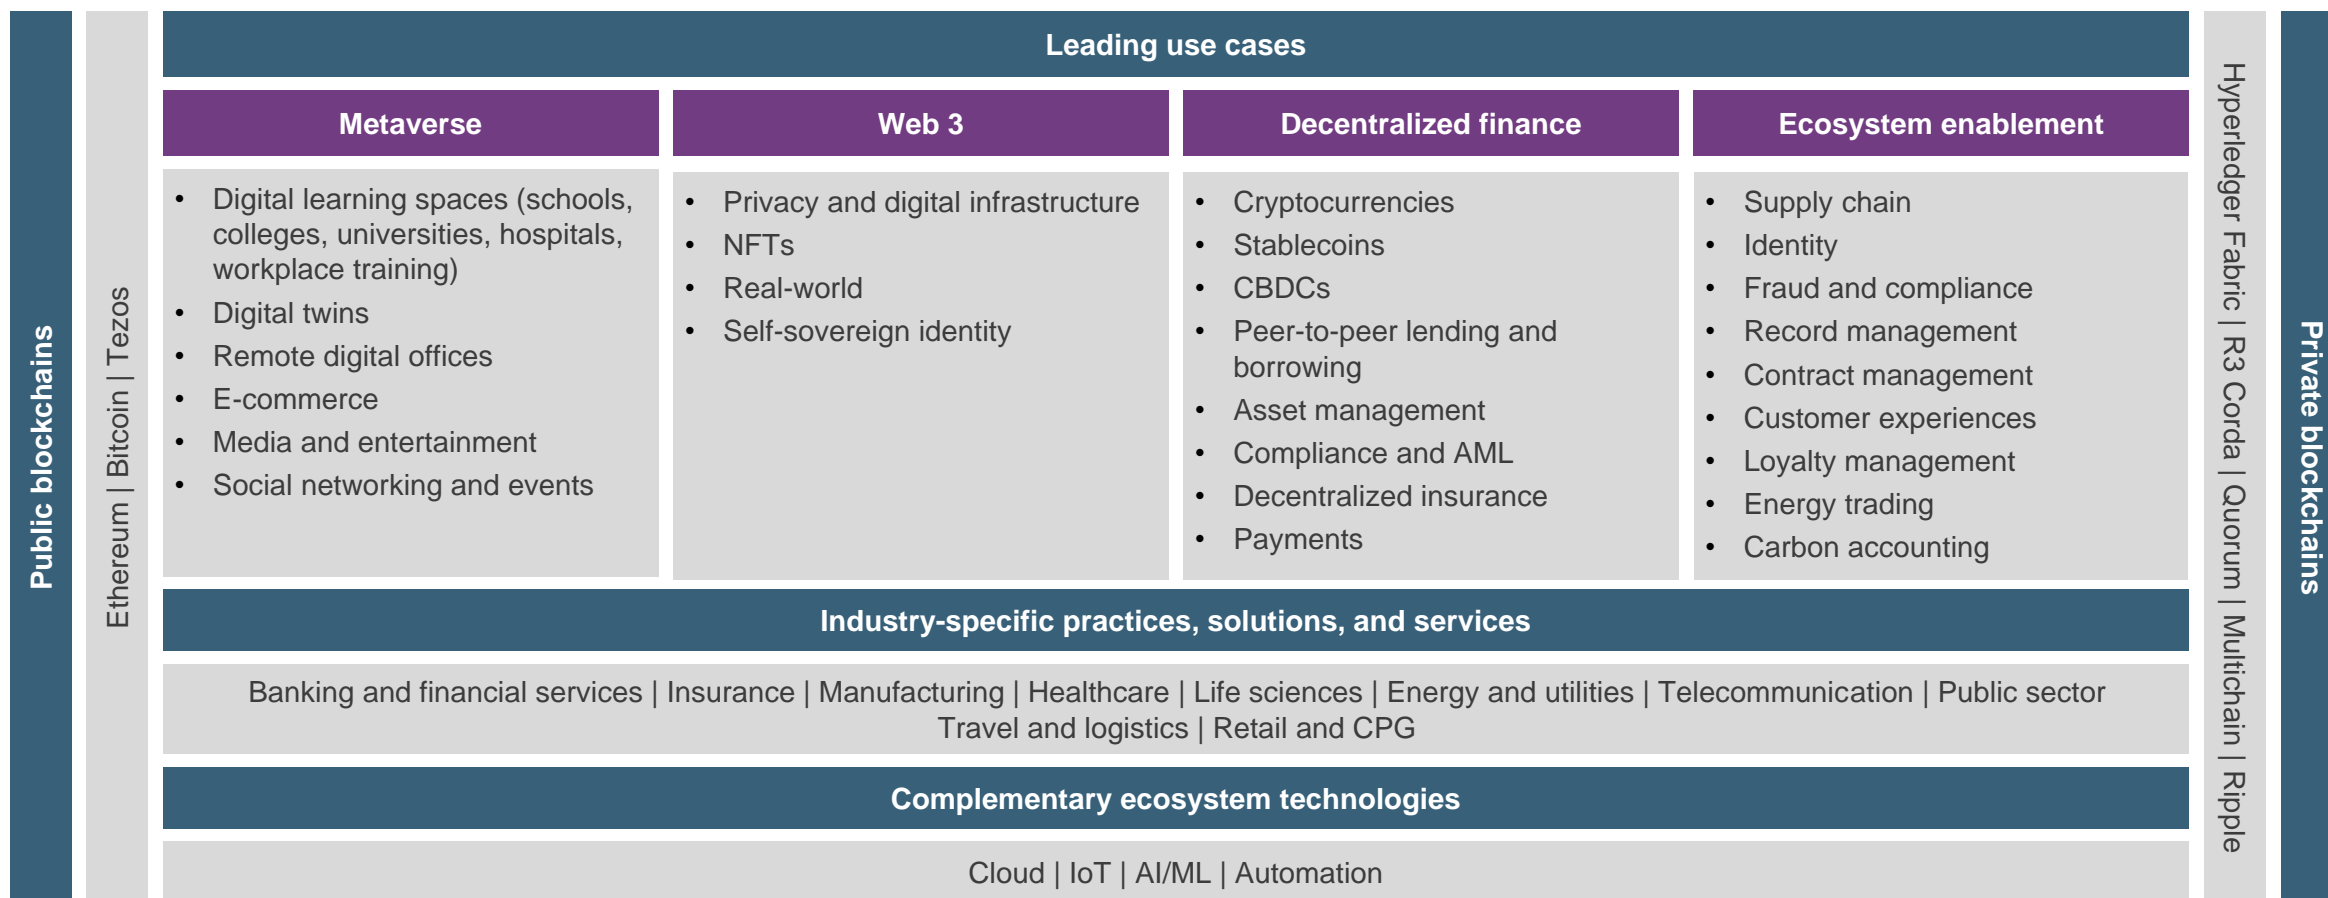 Public blockchains
Ethereum | Bitcoin | Tezos
Leading use cases
Metaverse
• Digital learning spaces (schools,
colleges, universities, hospitals,
workplace training)
• Digital twins
• Remote digital offices
• E-commerce
• Media and entertainment
• Social networking and events
Web 3
• Privacy and digital infrastructure
• NFTs
• Real-world
• Self-sovereign identity
Decentralized finance
• Cryptocurrencies
• Stablecoins
• CBDCs
• Peer-to-peer lending and
borrowing
• Asset management
• Compliance and AML
• Decentralized insurance
• Payments
Ecosystem enablement
• Supply chain
• Identity
• Fraud and compliance
• Record management
• Contract management
• Customer experiences
• Loyalty management
• Energy trading
• Carbon accounting
Industry-specific practices, solutions, and services
Banking and financial services | Insurance | Manufacturing | Healthcare | Life sciences | Energy and utilities | Telecommunication | Public sector
Travel and logistics | Retail and CPG
Complementary ecosystem technologies
Cloud | IoT | AI/ML | Automation
Hyperledger Fabric | R3 Corda | Quorum | Multichain | Ripple
Private blockchains